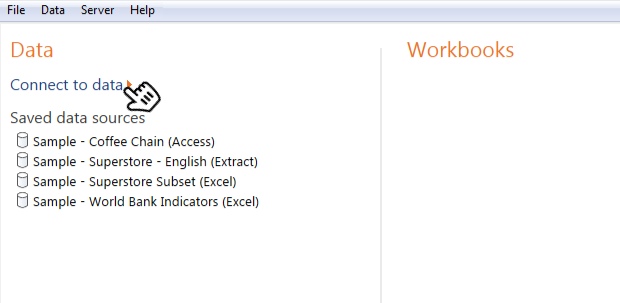 File Data Server Help
Data
Workbooks
Connect to data
Saved data sources
Sample - Coffee Chain (Access)
Sample - Superstore - English (Extract)
Sample - Superstore Subset (Excel)
Sample - World Bank Indicators (Excel)